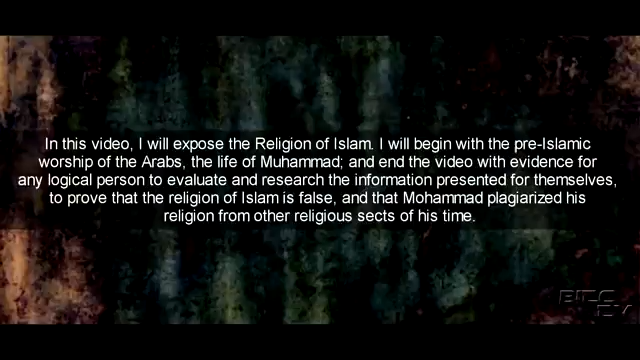 In this video, I will expose the Religion of Islam. I will begin with the pre-Islamic
worship of the Arabs, the life of Muhammad; and end the video with evidence for
any logical person to evaluate and research the information presented for themselves,
to prove that the religion of Islam is false, and that Mohammad plagiarized his
religion from other religious sects of his time.